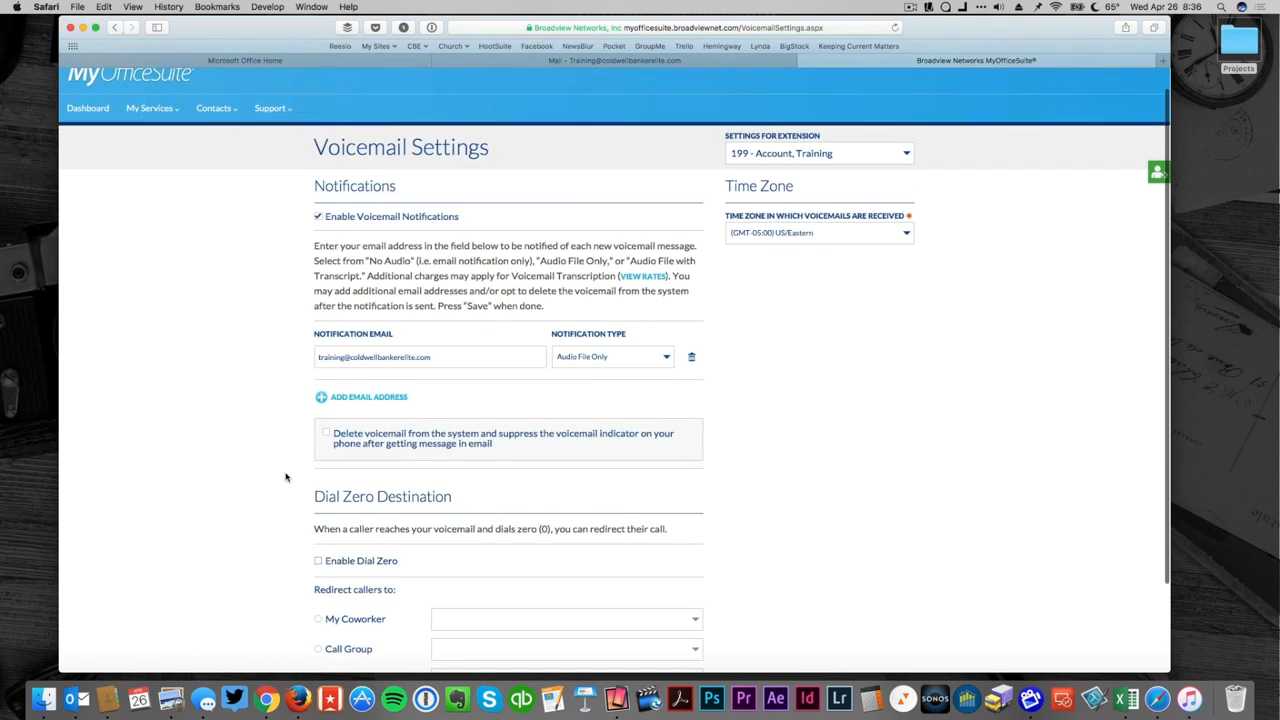 Safari File Edit View History Bookmarks Develop Window Help 65° Wed Apr 26 8:36
Broadview Networks, Inc myofficesuite.broadviewnet.com/VoicemailSettings.aspx
Reesio My Sites CBE Church HootSuite Facebook NewsBlur Pocket GroupMe Trello Hemingway Lynda BigStock Keeping Current Matters
Microsoft Office Home Mail - Training@coldwellbankerelite.com Broadview Networks MyOfficeSuite®
Projects
MyOfficeSuite
Dashboard My Services Contacts Support
Voicemail Settings
SETTINGS FOR EXTENSION
199 - Account, Training
Notifications
Time Zone
Enable Voicemail Notifications
TIME ZONE IN WHICH VOICEMAILS ARE RECEIVED
(GMT-05:00) US/Eastern
Enter your email address in the field below to be notified of each new voicemail message.
Select from "No Audio" (i.e. email notification only), "Audio File Only," or "Audio File with
Transcript." Additional charges may apply for Voicemail Transcription (VIEW RATES). You
may add additional email addresses and/or opt to delete the voicemail from the system
after the notification is sent. Press "Save" when done.
NOTIFICATION EMAIL NOTIFICATION TYPE
training@coldwellbankerelite.com Audio File Only
ADD EMAIL ADDRESS
Delete voicemail from the system and suppress the voicemail indicator on your
phone after getting message in email
Dial Zero Destination
When a caller reaches your voicemail and dials zero (0), you can redirect their call.
Enable Dial Zero
Redirect callers to:
My Coworker
Call Group
Ps Pr Ae Id Lr SONOS